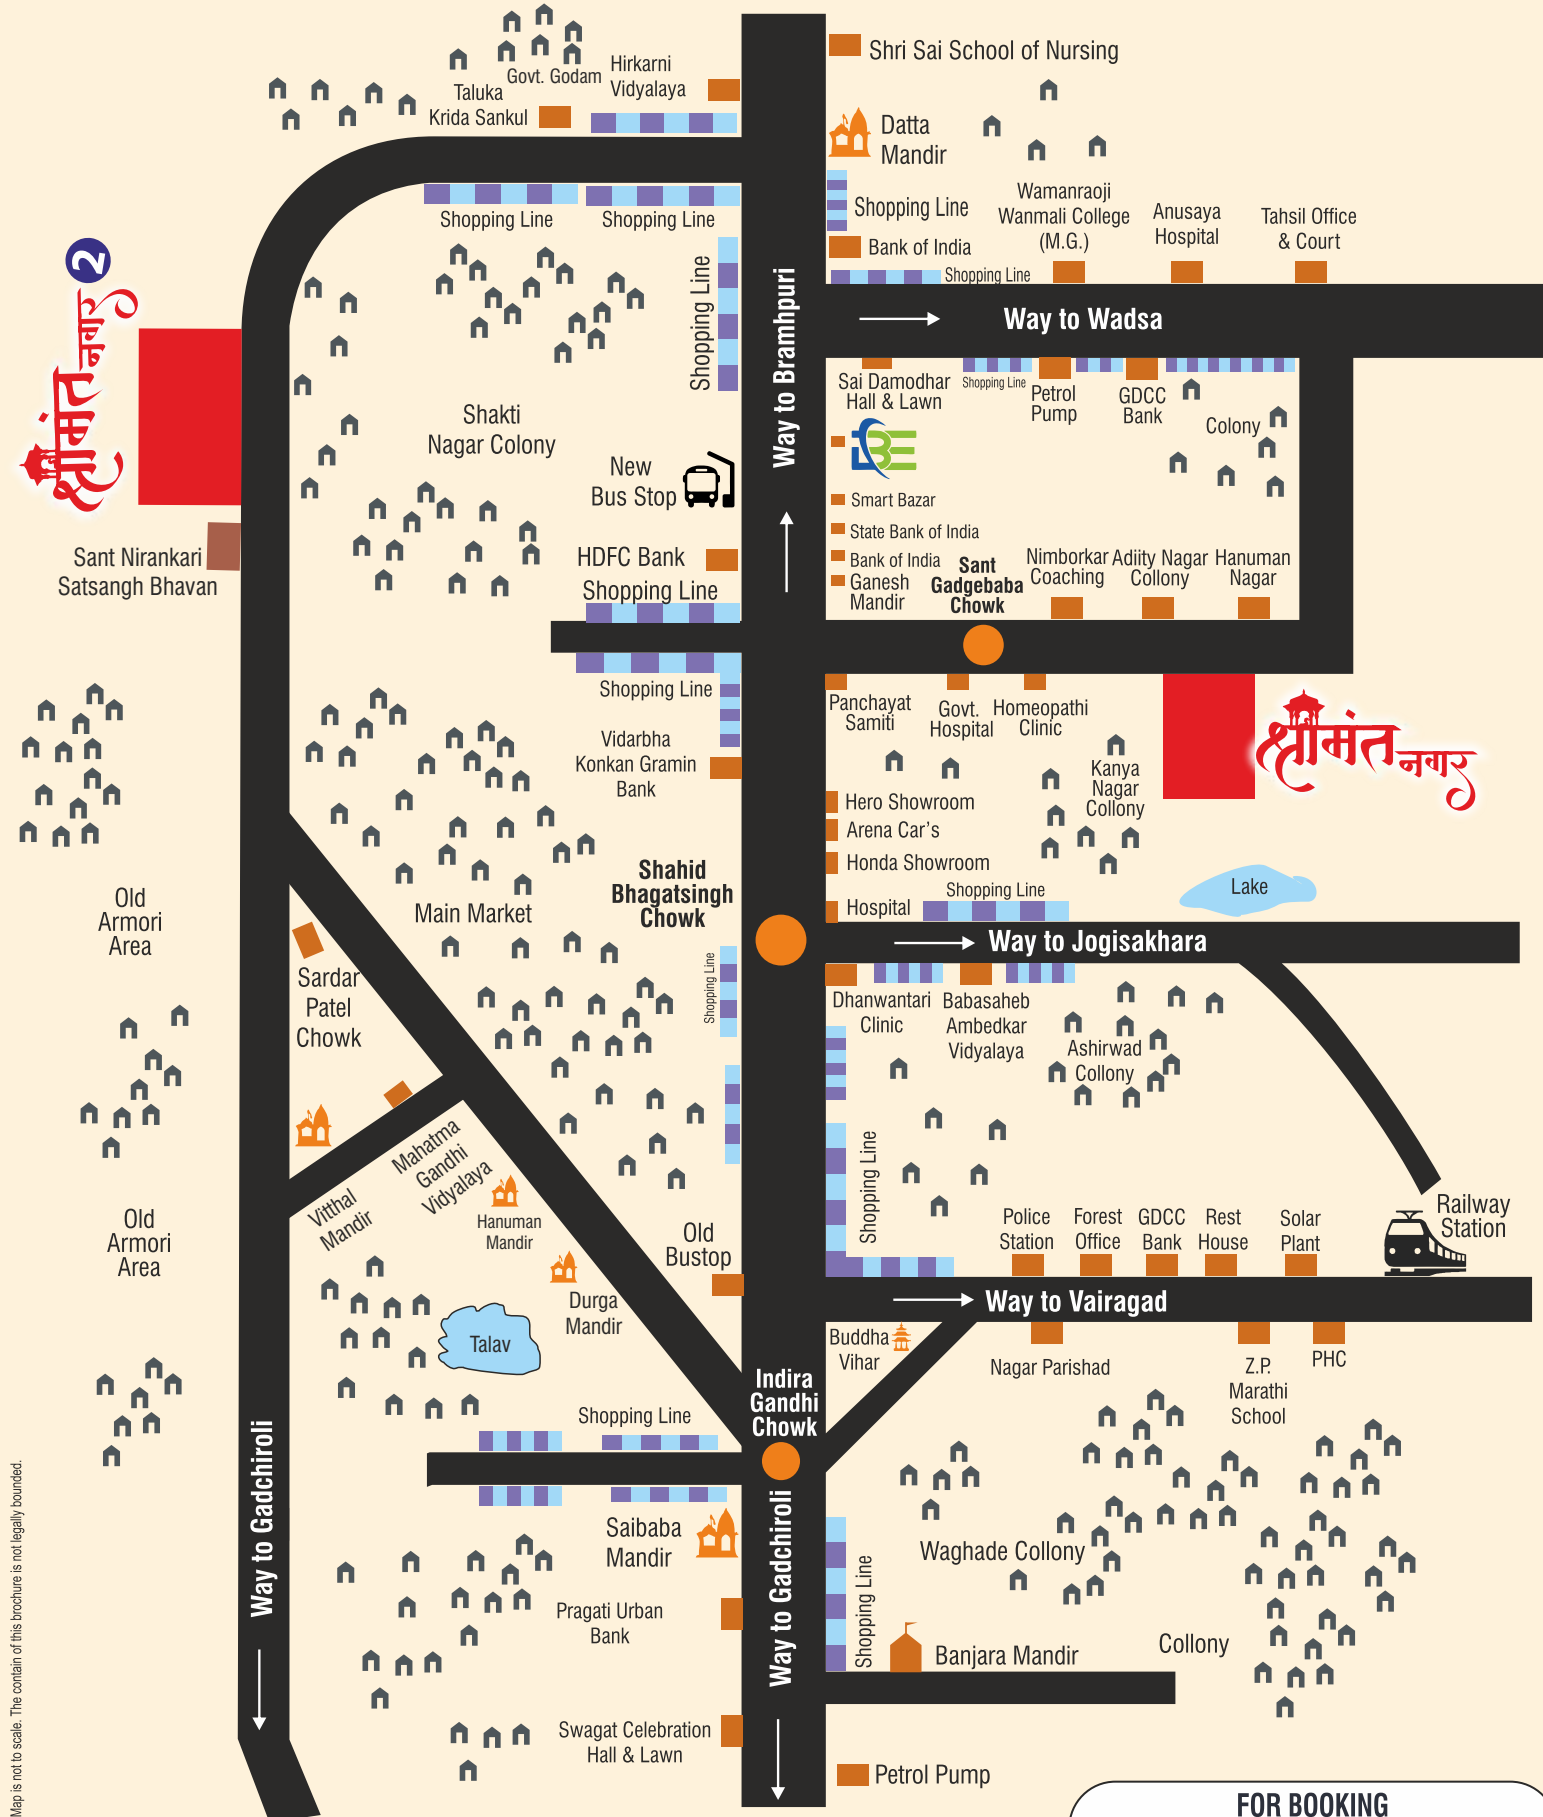 Govt. Godam
Hirkarni
Vidyalaya
Taluka
Krida Sankul
Shri Sai School of Nursing
Datta
Mandir
Shopping Line
Bank of India
Wamanraoji
Wanmali College
(M.G.)
Anusaya
Hospital
Tahsil Office
& Court
Shopping Line
Shopping Line
Shopping Line
Shopping Line
Way to Bramhpuri
Way to Wadsa
श्रीमंत नगर 2
Sai Damodhar
Hall & Lawn
Shopping Line
Petrol
Pump
GDCC
Bank
Colony
Shakti
Nagar Colony
New
Bus Stop
Smart Bazar
State Bank of India
Bank of India
Ganesh
Mandir
Sant
Gadgebaba
Chowk
Nimborkar
Coaching
Adiity Nagar
Collony
Hanuman
Nagar
Sant Nirankari
Satsangh Bhavan
HDFC Bank
Shopping Line
Shopping Line
Panchayat
Samiti
Govt.
Hospital
Homeopathi
Clinic
श्रीमंत नगर
Vidarbha
Konkan Gramin
Bank
Kanya
Nagar
Collony
Hero Showroom
Arena Car's
Honda Showroom
Shahid
Bhagatsingh
Chowk
Hospital
Shopping Line
Lake
Old
Armori
Area
Main Market
Way to Jogisakhara
Sardar
Patel
Chowk
Shopping Line
Dhanwantari
Clinic
Babasaheb
Ambedkar
Vidyalaya
Ashirwad
Collony
Mahatma
Gandhi
Vidyalaya
Vitthal
Mandir
Hanuman
Mandir
Shopping Line
Old
Armori
Area
Old
Bustop
Police
Station
Forest
Office
GDCC
Bank
Rest
House
Solar
Plant
Railway
Station
Durga
Mandir
Way to Vairagad
Talav
Buddha
Vihar
Nagar Parishad
Z.P.
Marathi
School
PHC
Indira
Gandhi
Chowk
Shopping Line
Way to Gadchiroli
Way to Gadchiroli
Saibaba
Mandir
Waghade Collony
Shopping Line
Pragati Urban
Bank
Banjara Mandir
Collony
Swagat Celebration
Hall & Lawn
Petrol Pump
FOR BOOKING
Map is not to scale. The contain of this brochure is not legally bounded.